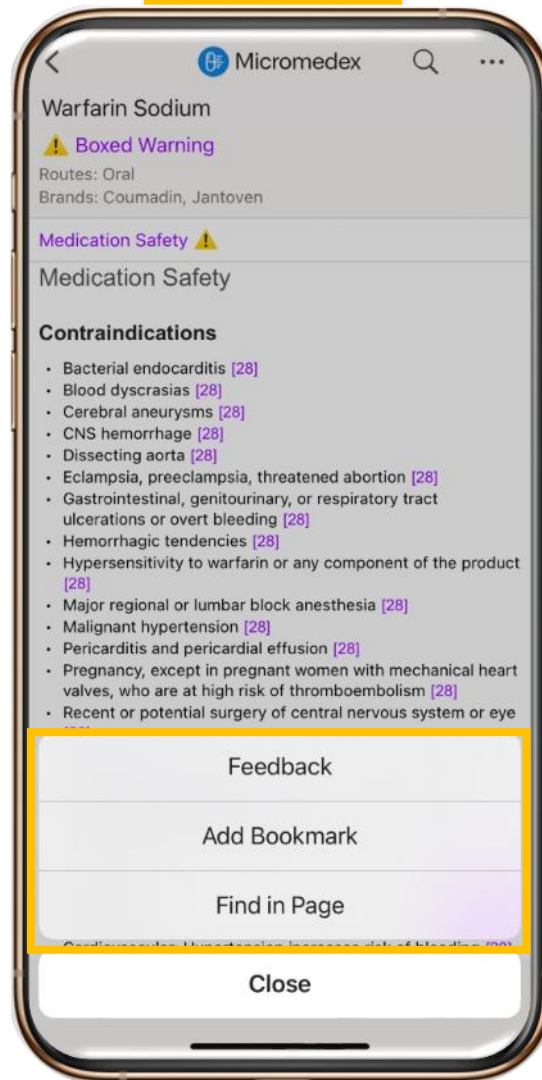 Micromedex
Warfarin Sodium
Boxed Warning
Routes: Oral
Brands: Coumadin, Jantoven
Medication Safety
Medication Safety
Contraindications
• Bacterial endocarditis [28]
• Blood dyscrasias [28]
• Cerebral aneurysms [28]
• CNS hemorrhage [28]
• Dissecting aorta [28]
• Eclampsia, preeclampsia, threatened abortion [28]
• Gastrointestinal, genitourinary, or respiratory tract
ulcerations or overt bleeding [28]
• Hemorrhagic tendencies [28]
• Hypersensitivity to warfarin or any component of the product
[28]
• Major regional or lumbar block anesthesia [28]
• Malignant hypertension [28]
• Pericarditis and pericardial effusion [28]
• Pregnancy, except in pregnant women with mechanical heart
valves, who are at high risk of thromboembolism [28]
• Recent or potential surgery of central nervous system or eye
Feedback
Add Bookmark
Find in Page
Close